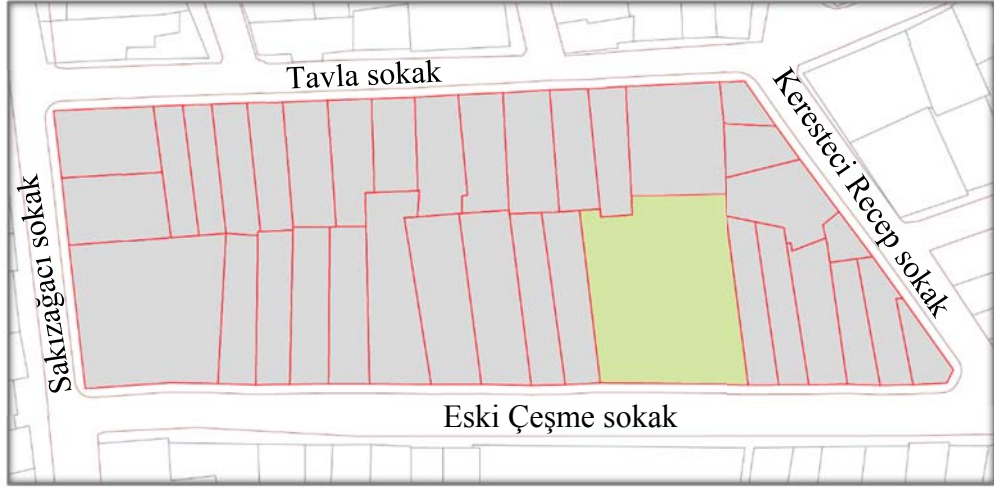 Tavla sokak
Keresteci Recep sokak
Sakızağacı sokak
Eski Çeşme sokak